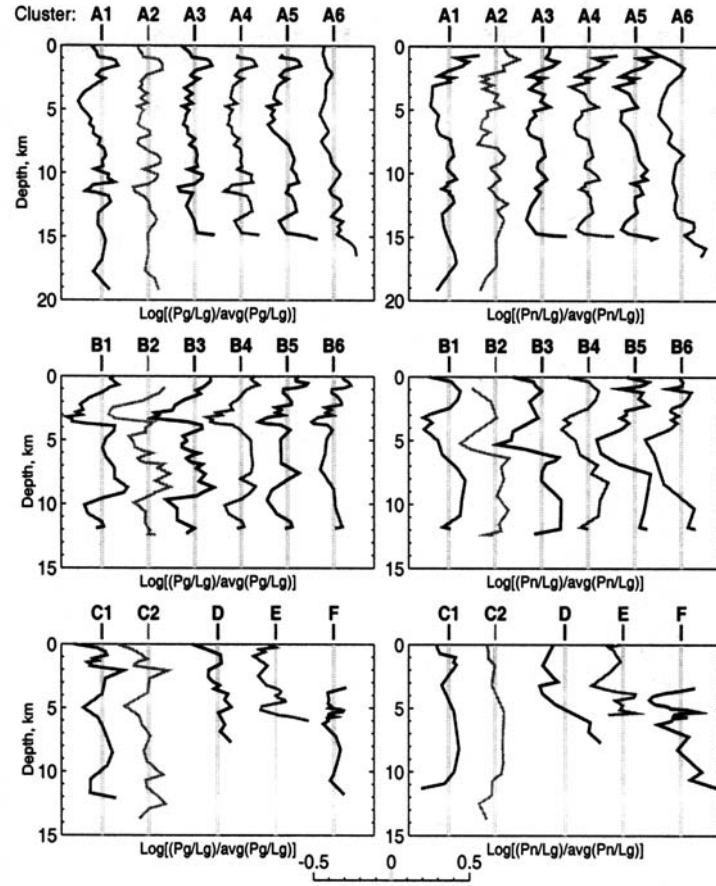 Cluster: A1 A2 A3 A4 A5 A6
A1 A2 A3 A4 A5 A6
0
5
10
15
20
Depth, km
0
5
10
15
20
Log[(Pg/Lg)/avg(Pg/Lg)]
Log[(Pn/Lg)/avg(Pn/Lg)]
B1 B2 B3 B4 B5 B6
B1 B2 B3 B4 B5 B6
0
5
10
15
Depth, km
0
5
10
15
Log[(Pg/Lg)/avg(Pg/Lg)]
Log[(Pn/Lg)/avg(Pn/Lg)]
C1 C2 D E F
C1 C2 D E F
0
5
10
15
Depth, km
0
5
10
15
Log[(Pg/Lg)/avg(Pg/Lg)]
Log[(Pn/Lg)/avg(Pn/Lg)]
-0.5 0 0.5